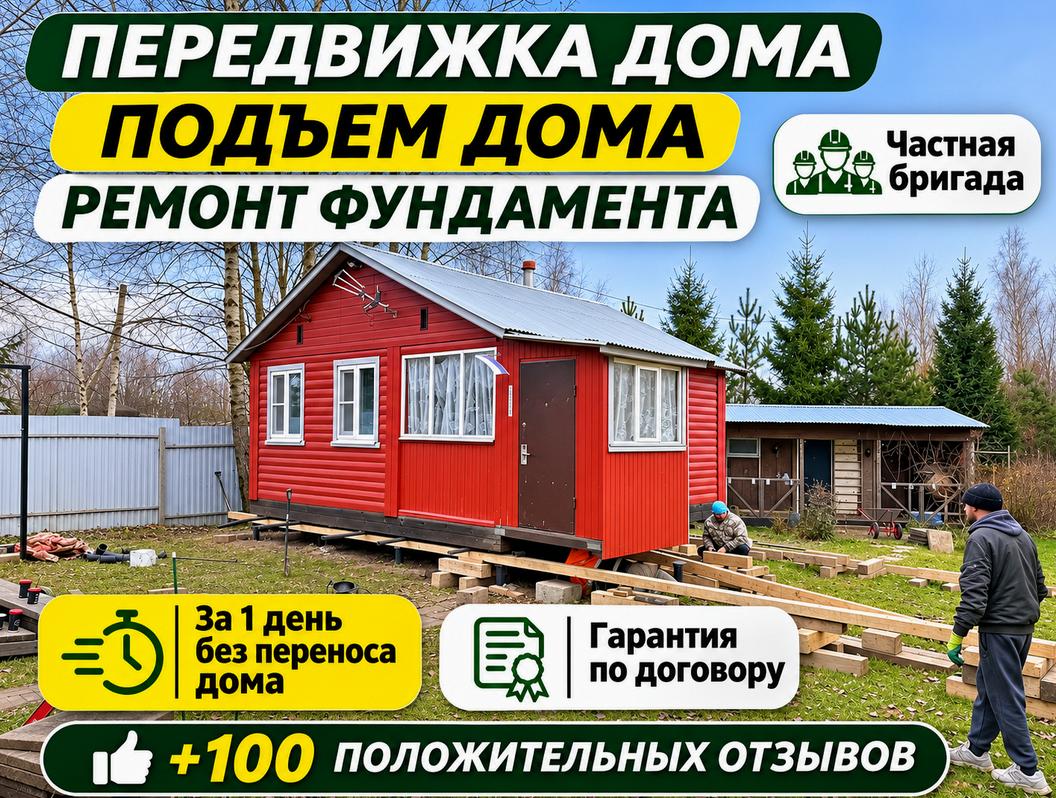 ПЕРЕДВИЖКА ДОМА
ПОДЪЕМ ДОМА
РЕМОНТ ФУНДАМЕНТА
Частная
бригада
За 1 день
без переноса
дома
Гарантия
по договору
+100 ПОЛОЖИТЕЛЬНЫХ ОТЗЫВОВ